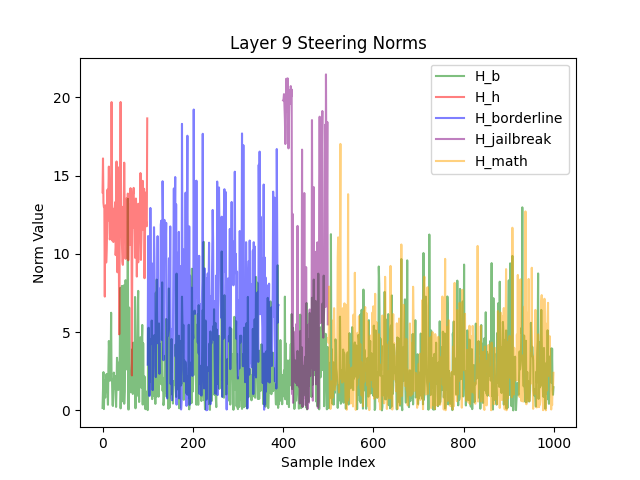 Layer 9 Steering Norms
Norm Value
20
15
10
5
0
H_b
H_h
H_borderline
H_jailbreak
H_math
0 200 400 600 800 1000
Sample Index